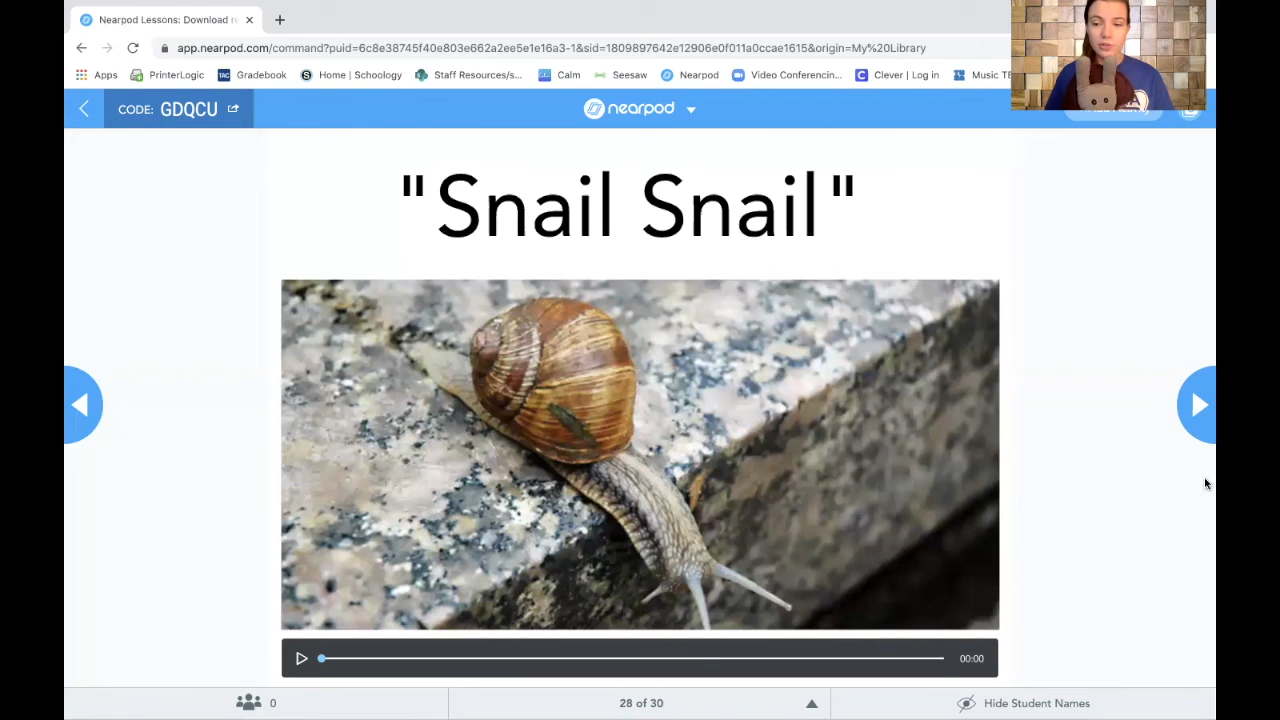 Nearpod Lessons: Download r
app.nearpod.com/command?puid=6c8e38745f40e803e662a2ee5e1e16a3-1&sid=1809897642e12906e0f011a0ccae1615&origin=My%20Library
Apps PrinterLogic Gradebook Home | Schoology Staff Resources/s... Calm Seesaw Nearpod Video Conferencin... Clever | Log in Music TE
CODE: GDQCU nearpod
"Snail Snail"
00:00
0 28 of 30 Hide Student Names